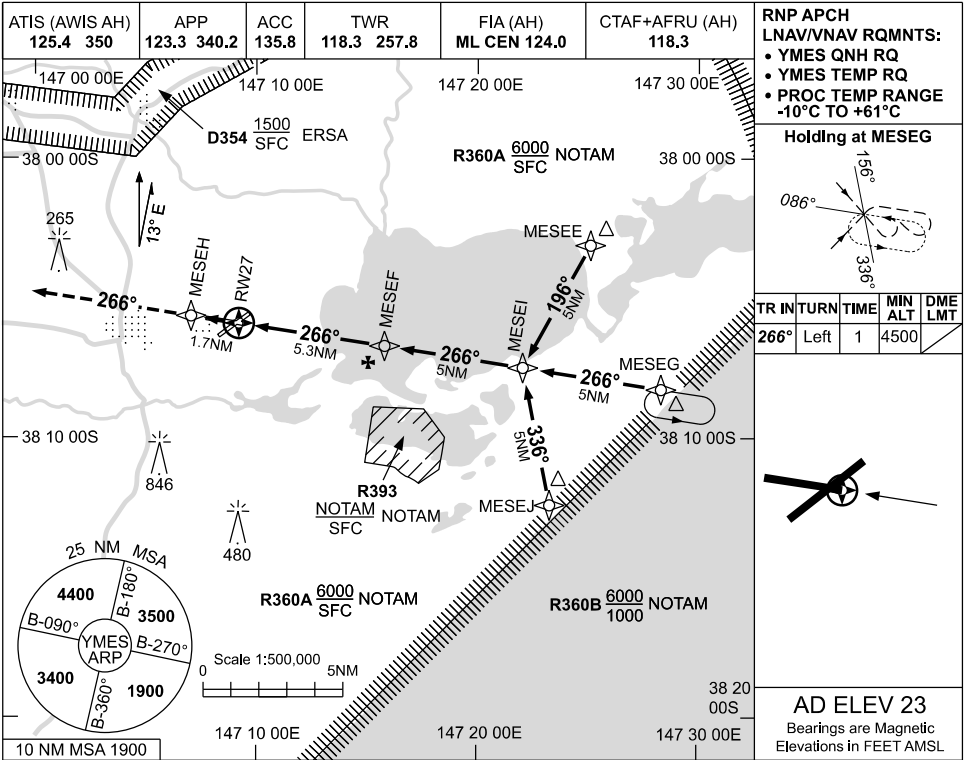 ATIS (AWIS AH)
125.4 350
APP
123.3 340.2
ACC
135.8
TWR
118.3 257.8
FIA (AH)
ML CEN 124.0
CTAF+AFRU (AH)
118.3
RNP APCH
LNAV/VNAV RQMNTS:
• YMES QNH RQ
• YMES TEMP RQ
• PROC TEMP RANGE
-10°C TO +61°C
147 00 00E
147 10 00E
147 20 00E
147 30 00E
D354 1500
SFC ERSA
R360A 6000
SFC NOTAM
38 00 00S
38 00 00S
13° E
265
MESEH
RW27
MESEF
MESEI
MESEE
196°
5NM
266°
1.7NM
266°
5.3NM
266°
5NM
266°
5NM
MESEG
336°
5NM
MESEJ
38 10 00S
38 10 00S
R393
NOTAM
SFC NOTAM
846
480
R360A 6000
SFC NOTAM
R360B 6000
1000 NOTAM
25 NM MSA
4400
B-180°
3500
B-090°
YMES
ARP
B-270°
3400
B-360°
1900
Scale 1:500,000
0 5NM
38 20
00S
10 NM MSA 1900
147 10 00E
147 20 00E
147 30 00E
Holding at MESEG
156°
086°
336°
TR IN TURN TIME MIN ALT DME LMT
266° Left 1 4500
AD ELEV 23
Bearings are Magnetic
Elevations in FEET AMSL